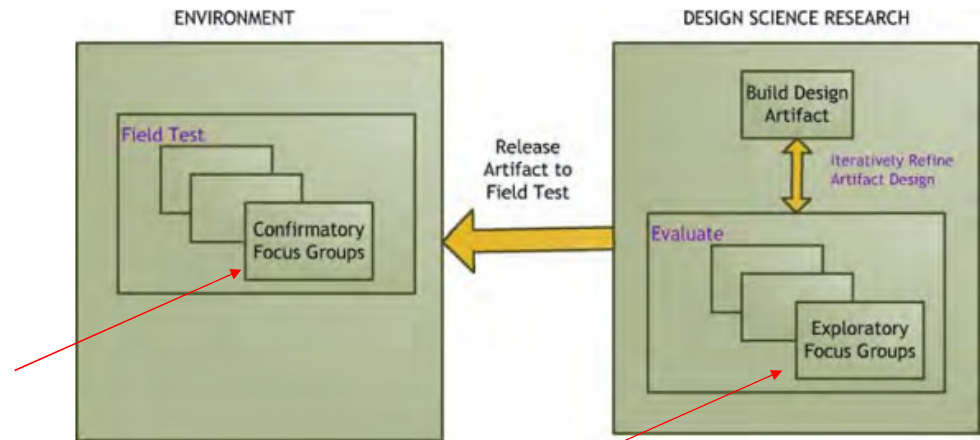 ENVIRONMENT
Field Test
Confirmatory
Focus Groups
Release
Artifact to
Field Test
DESIGN SCIENCE RESEARCH
Build Design
Artifact
Iteratively Refine
Artifact Design
Evaluate
Exploratory
Focus Groups